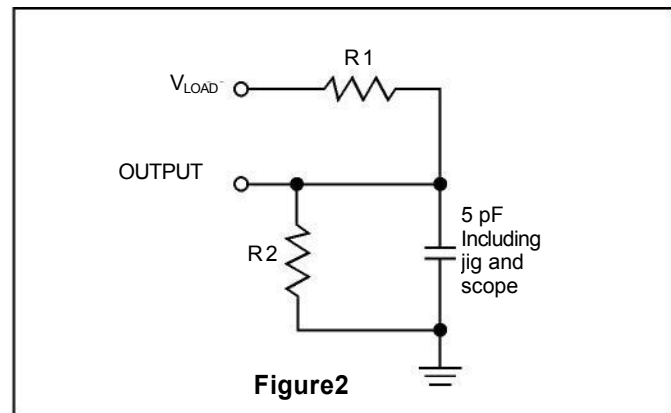 R1
VLOAD
OUTPUT
5 pF
Including
jig and
scope
R2
Figure2